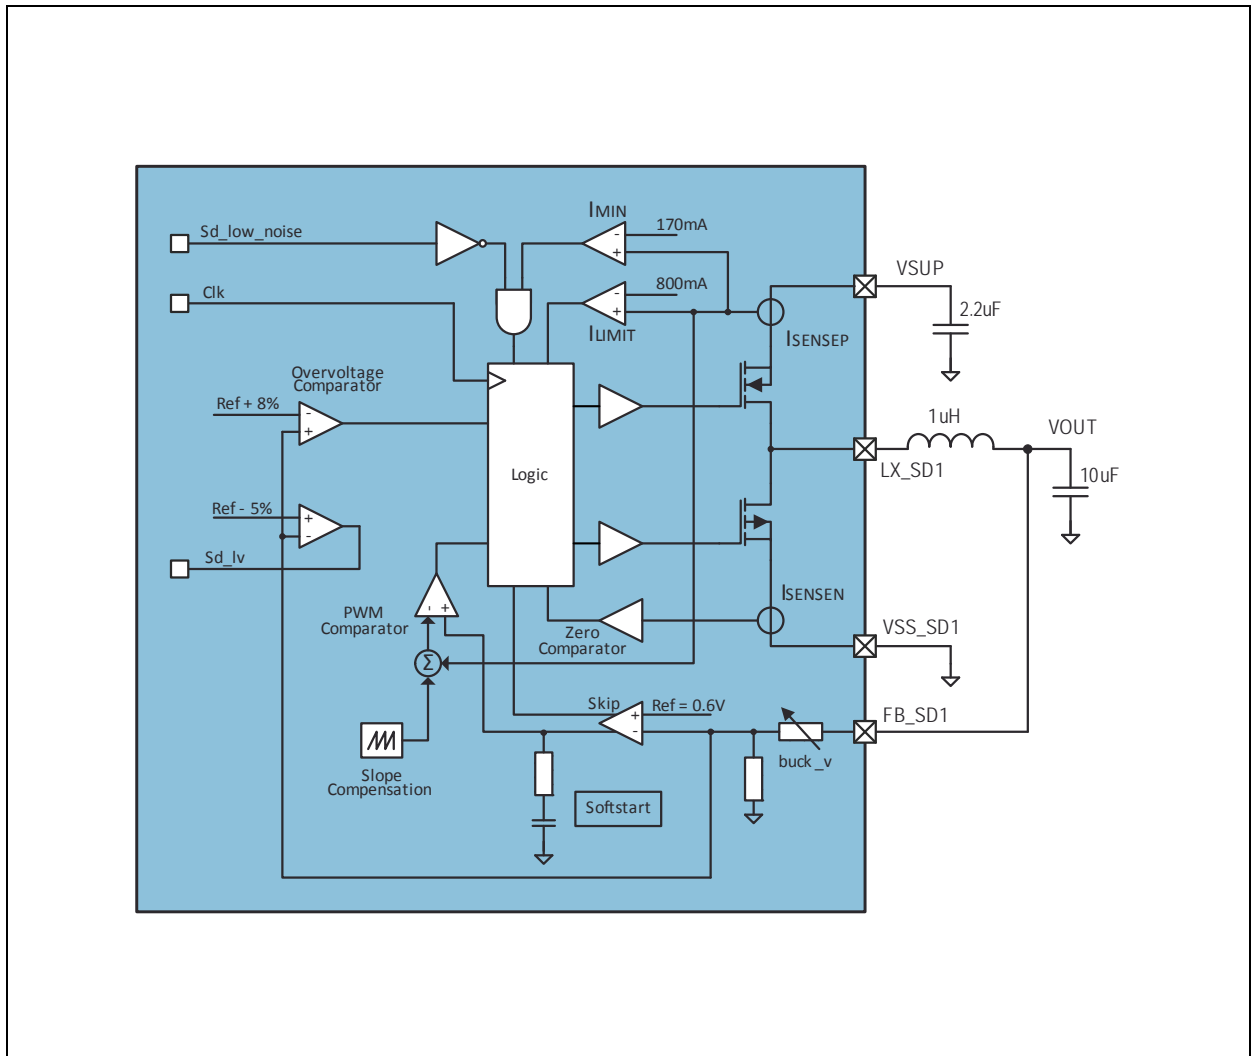 IMIN
Sd_low_noise
170mA
VSUP
Clk
800mA
2.2uF
ILIMIT
ISENSEP
Overvoltage
Comparator
Ref + 8%
-
+
-
+
-
+
1uH
VOUT
LX_SD1
10uF
Logic
Ref - 5%
+
-
Sd_lv
ISENSEN
PWM
Comparator
- +
Zero
Comparator
VSS_SD1
Σ
Skip
Ref = 0.6V
+
-
FB_SD1
buck_v
Slope
Compensation
Softstart